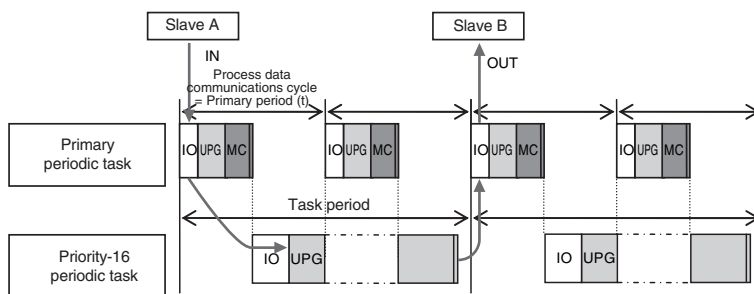 Slave A
Slave B
IN
OUT
Process data
communications cycle
= Primary period (t)
Primary
periodic task
IO UPG MC
IO UPG MC
IO UPG MC
IO UPG MC
Task period
Priority-16
periodic task
IO UPG
IO UPG